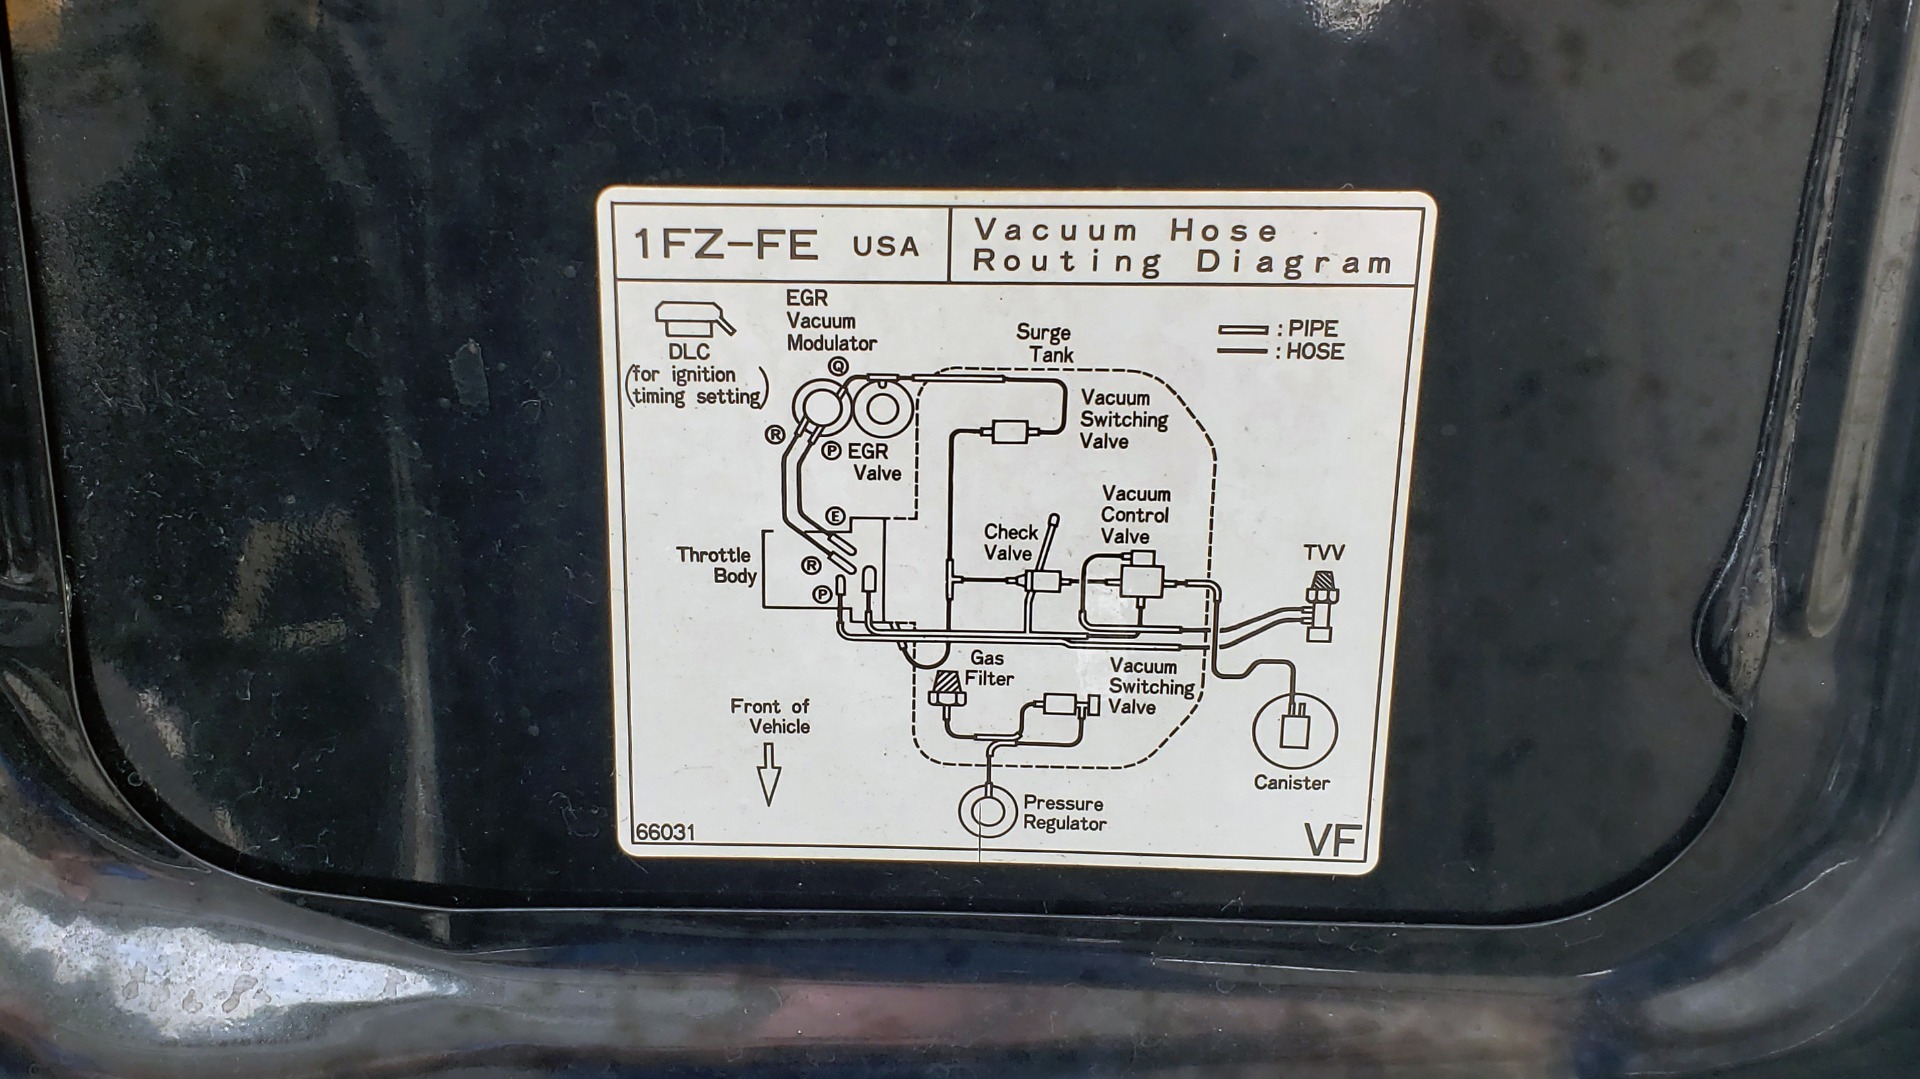 1FZ-FE USA
Vacuum Hose
Routing Diagram
DLC
(for ignition
timing setting)
EGR
Vacuum
Modulator
Q
Surge
Tank
: PIPE
: HOSE
Vacuum
Switching
Valve
R
P EGR
Valve
E
Vacuum
Control
Valve
Check
Valve
Throttle
Body
R
P
TVV
Gas
Filter
Vacuum
Switching
Valve
Front of
Vehicle
Canister
Pressure
Regulator
66031
VF